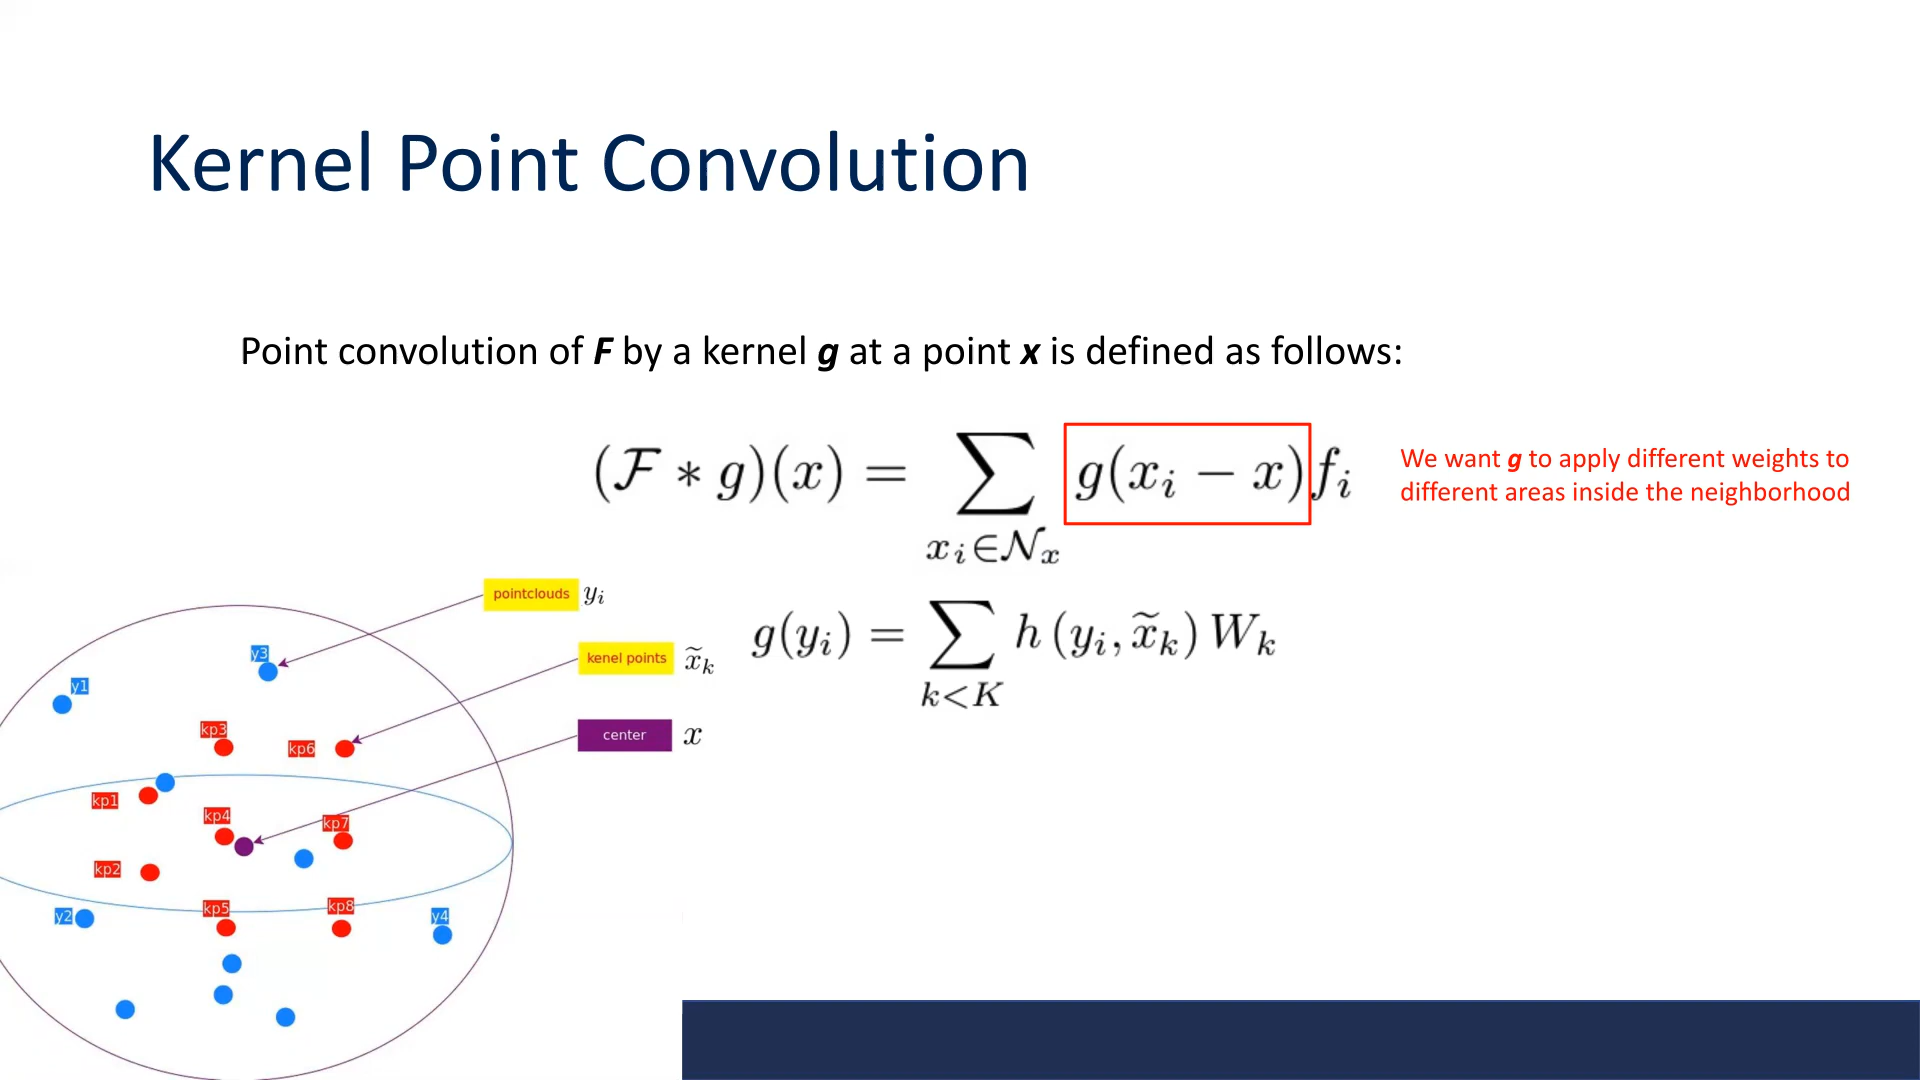 Kernel Point Convolution
Point convolution of F by a kernel g at a point x is defined as follows:
(ℱ ∗ g)(x) = ∑_{x_i∈𝒩_x} g(x_i − x) f_i
We want g to apply different weights to
different areas inside the neighborhood
g(y_i) = ∑_{k<K} h (y_i, x̃_k) W_k
pointclouds y_i
kenel points x̃_k
center x
y3
y1
kp3
kp6
kp1
kp4
kp7
kp2
kp5
kp8
y2
y4